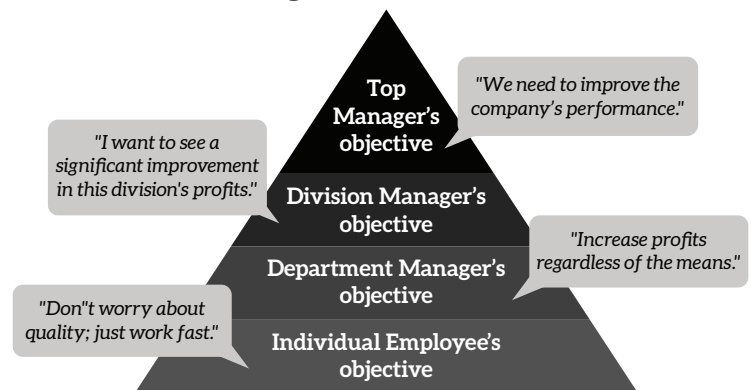 Top
Manager’s
objective
"We need to improve the
company’s performance."
"I want to see a
significant improvement
in this division's profits."
Division Manager’s
objective
"Increase profits
regardless of the means."
Department Manager’s
objective
"Don"t worry about
quality; just work fast."
Individual Employee’s
objective